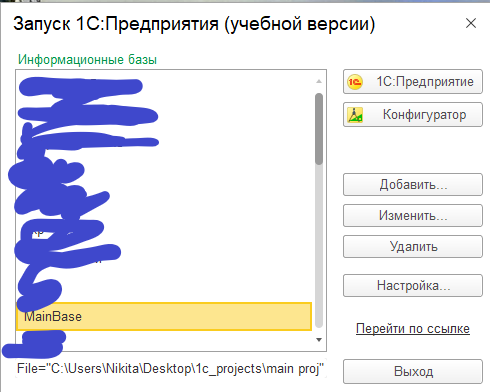 Запуск 1С:Предприятия (учебной версии)
Информационные базы
1С:Предприятие
Конфигуратор
Добавить...
Изменить...
Удалить
Настройка...
MainBase
Перейти по ссылке
File="C:\Users\Nikita\Desktop\1c_projects\main proj"
Выход